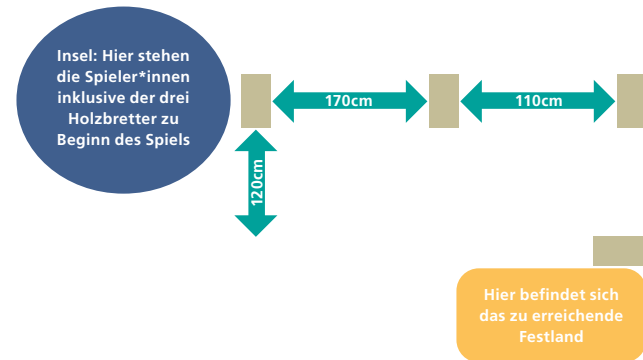 Insel: Hier stehen
die Spieler*innen
inklusive der drei
Holzbretter zu
Beginn des Spiels
170cm
110cm
120cm
Hier befindet sich
das zu erreichende
Festland